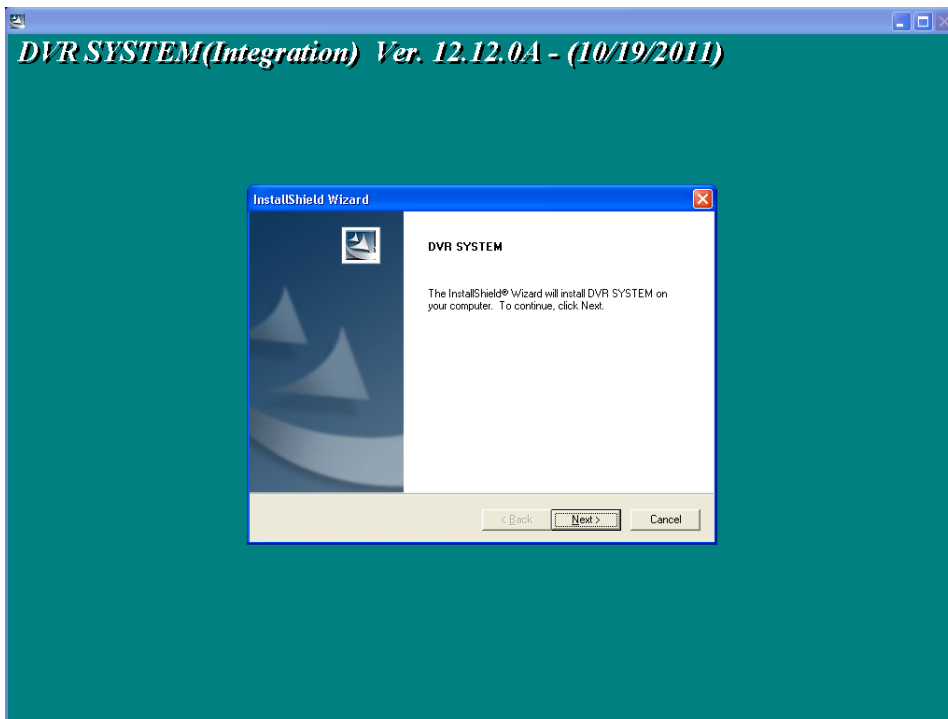 DVR SYSTEM(Integration)  Ver. 12.12.0A - (10/19/2011)
InstallShield Wizard
DVR SYSTEM
The InstallShield® Wizard will install DVR SYSTEM on
your computer.  To continue, click Next.
< Back
Next >
Cancel